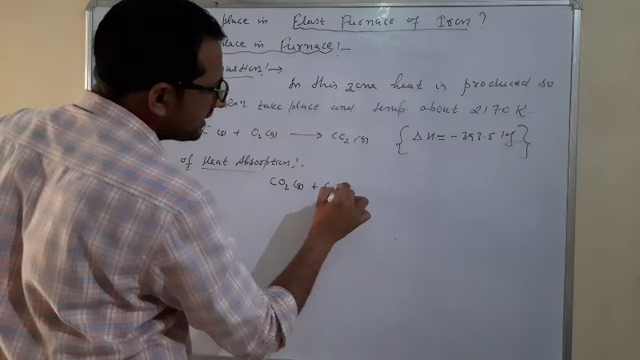 place in Blast Furnace of Iron?
place in Furnace!-
In this zone heat is produced so
take place and temp. about 2170 K.
(s) + O2(g) → CO2(g) {ΔH = -393.5
of Heat Absorption!.
CO2(g) +